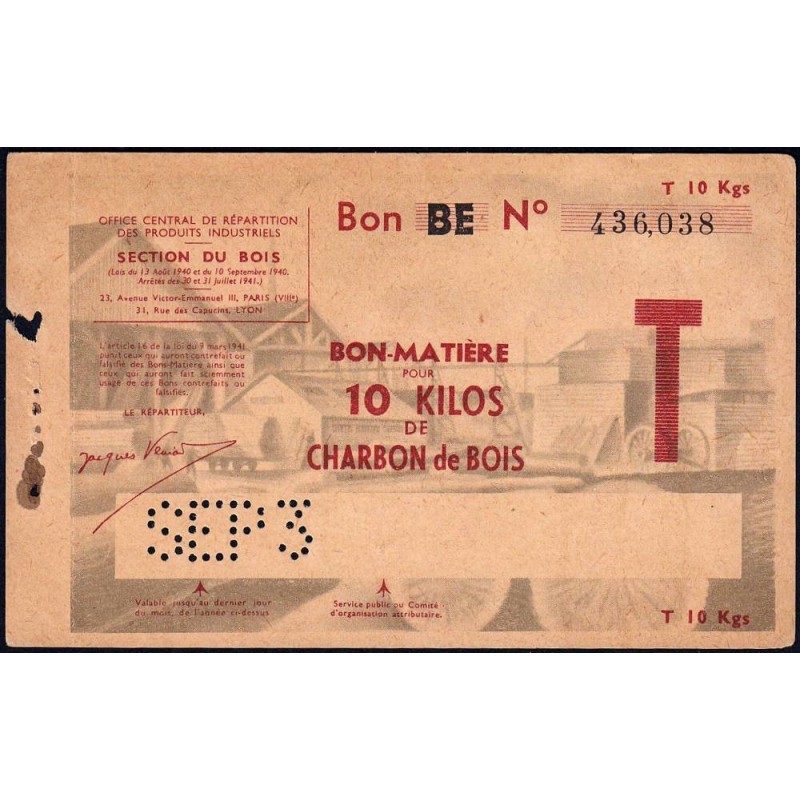 T 10 Kgs
Bon BE Nº 436,038
OFFICE CENTRAL DE RÉPARTITION
DES PRODUITS INDUSTRIELS
SECTION DU BOIS
(Lois du 13 Août 1940 et du 10 Septembre 1940.
Arrêtés des 30 et 31 Juillet 1941.)
23, Avenue Victor-Emmanuel III, PARIS (VIIIe)
31, Rue des Capucins, LYON
L'article 16 de la loi du 9 mars 1941
punit ceux qui auront contrefait ou
falsifié des Bons-Matière ainsi que
ceux qui auront fait sciemment
usage de ces Bons contrefaits ou
falsifiés.
LE RÉPARTITEUR,
Jacques
BON-MATIÈRE
POUR
10 KILOS
DE
CHARBON de BOIS
T
SEP 3
Valable jusqu'au dernier jour
du mois, de l'année ci-dessus
Service public ou Comité
d'organisation attributaire.
T 10 Kgs